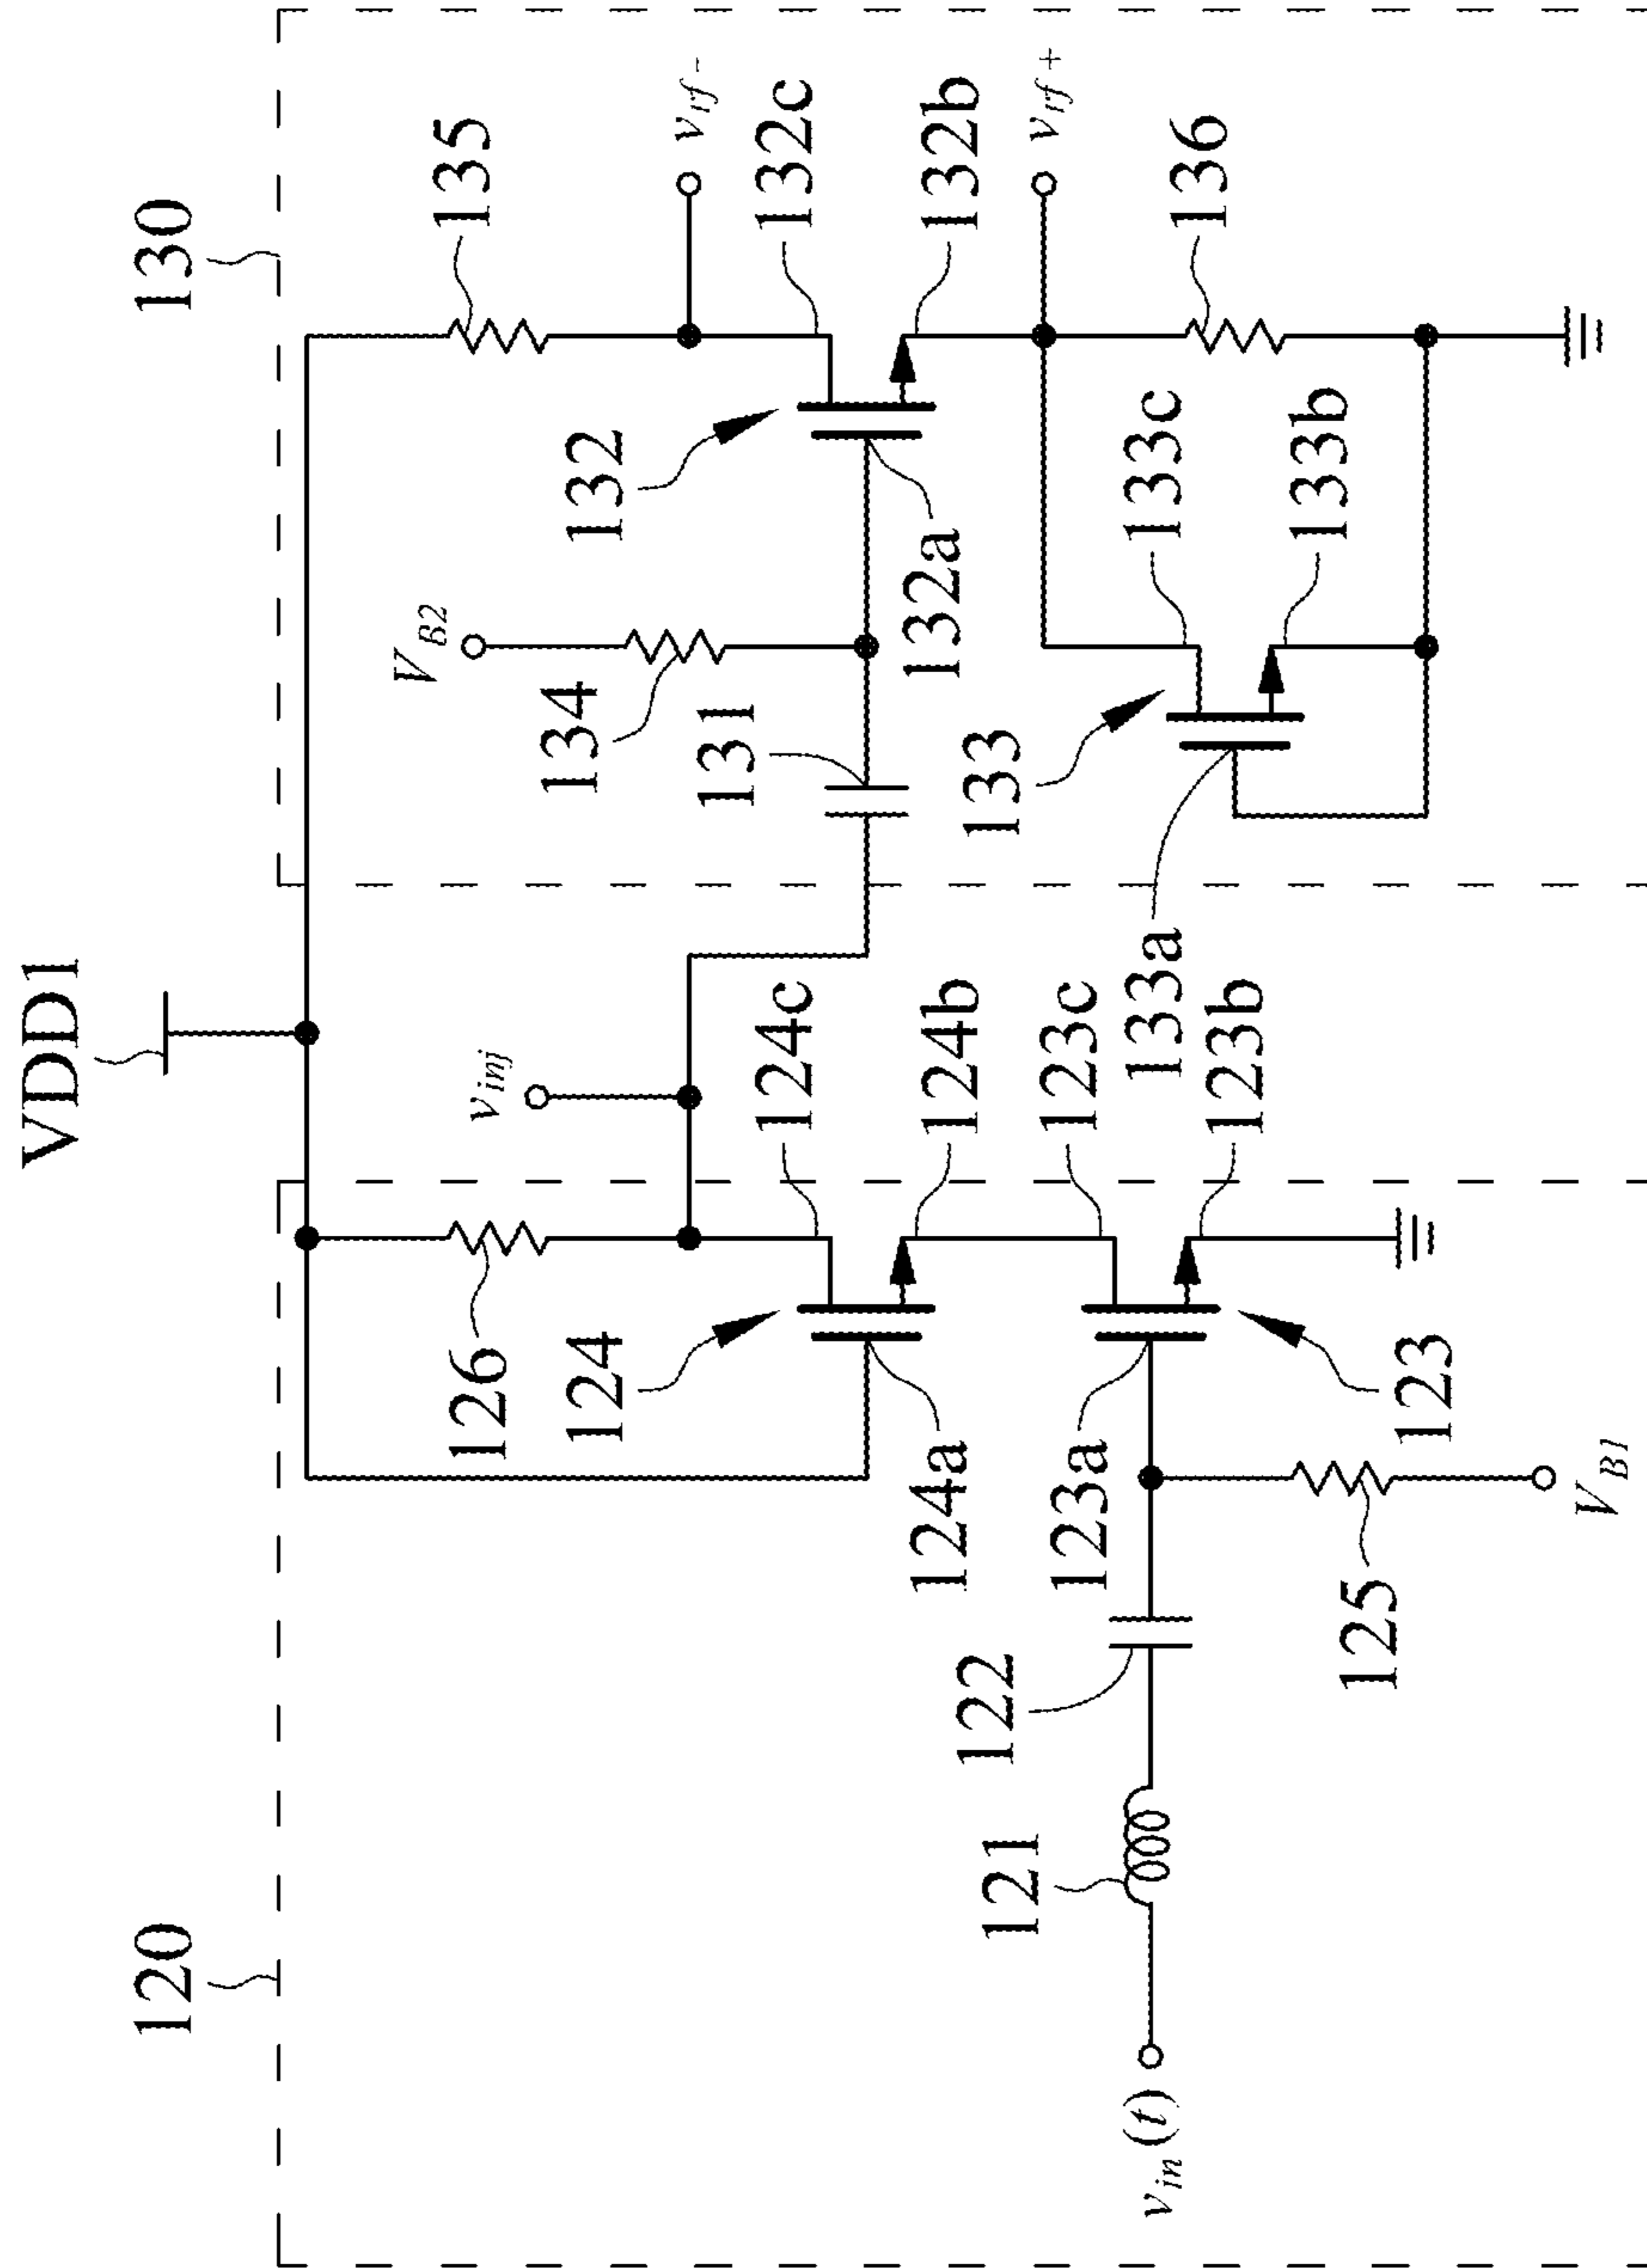 VDD1
120
130
126
v_inj
V_B2
135
v_rf-
134
131
132
132c
124
124c
124a
124b
132a
132b
v_rf+
121
122
123a
123c
133
133c
136
133a
133b
123b
123
125
v_in (t)
V_B1